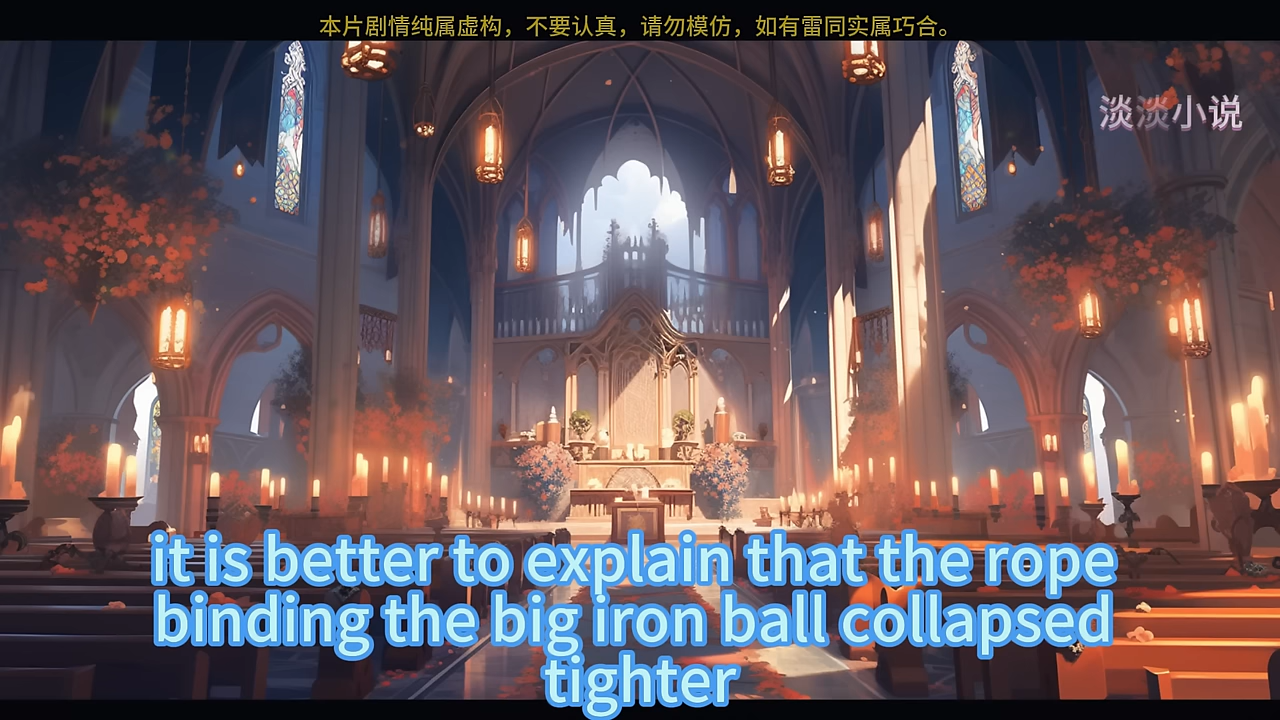 本片剧情纯属虚构，不要认真，请勿模仿，如有雷同实属巧合。
淡淡小说
it is better to explain that the rope
binding the big iron ball collapsed
tighter